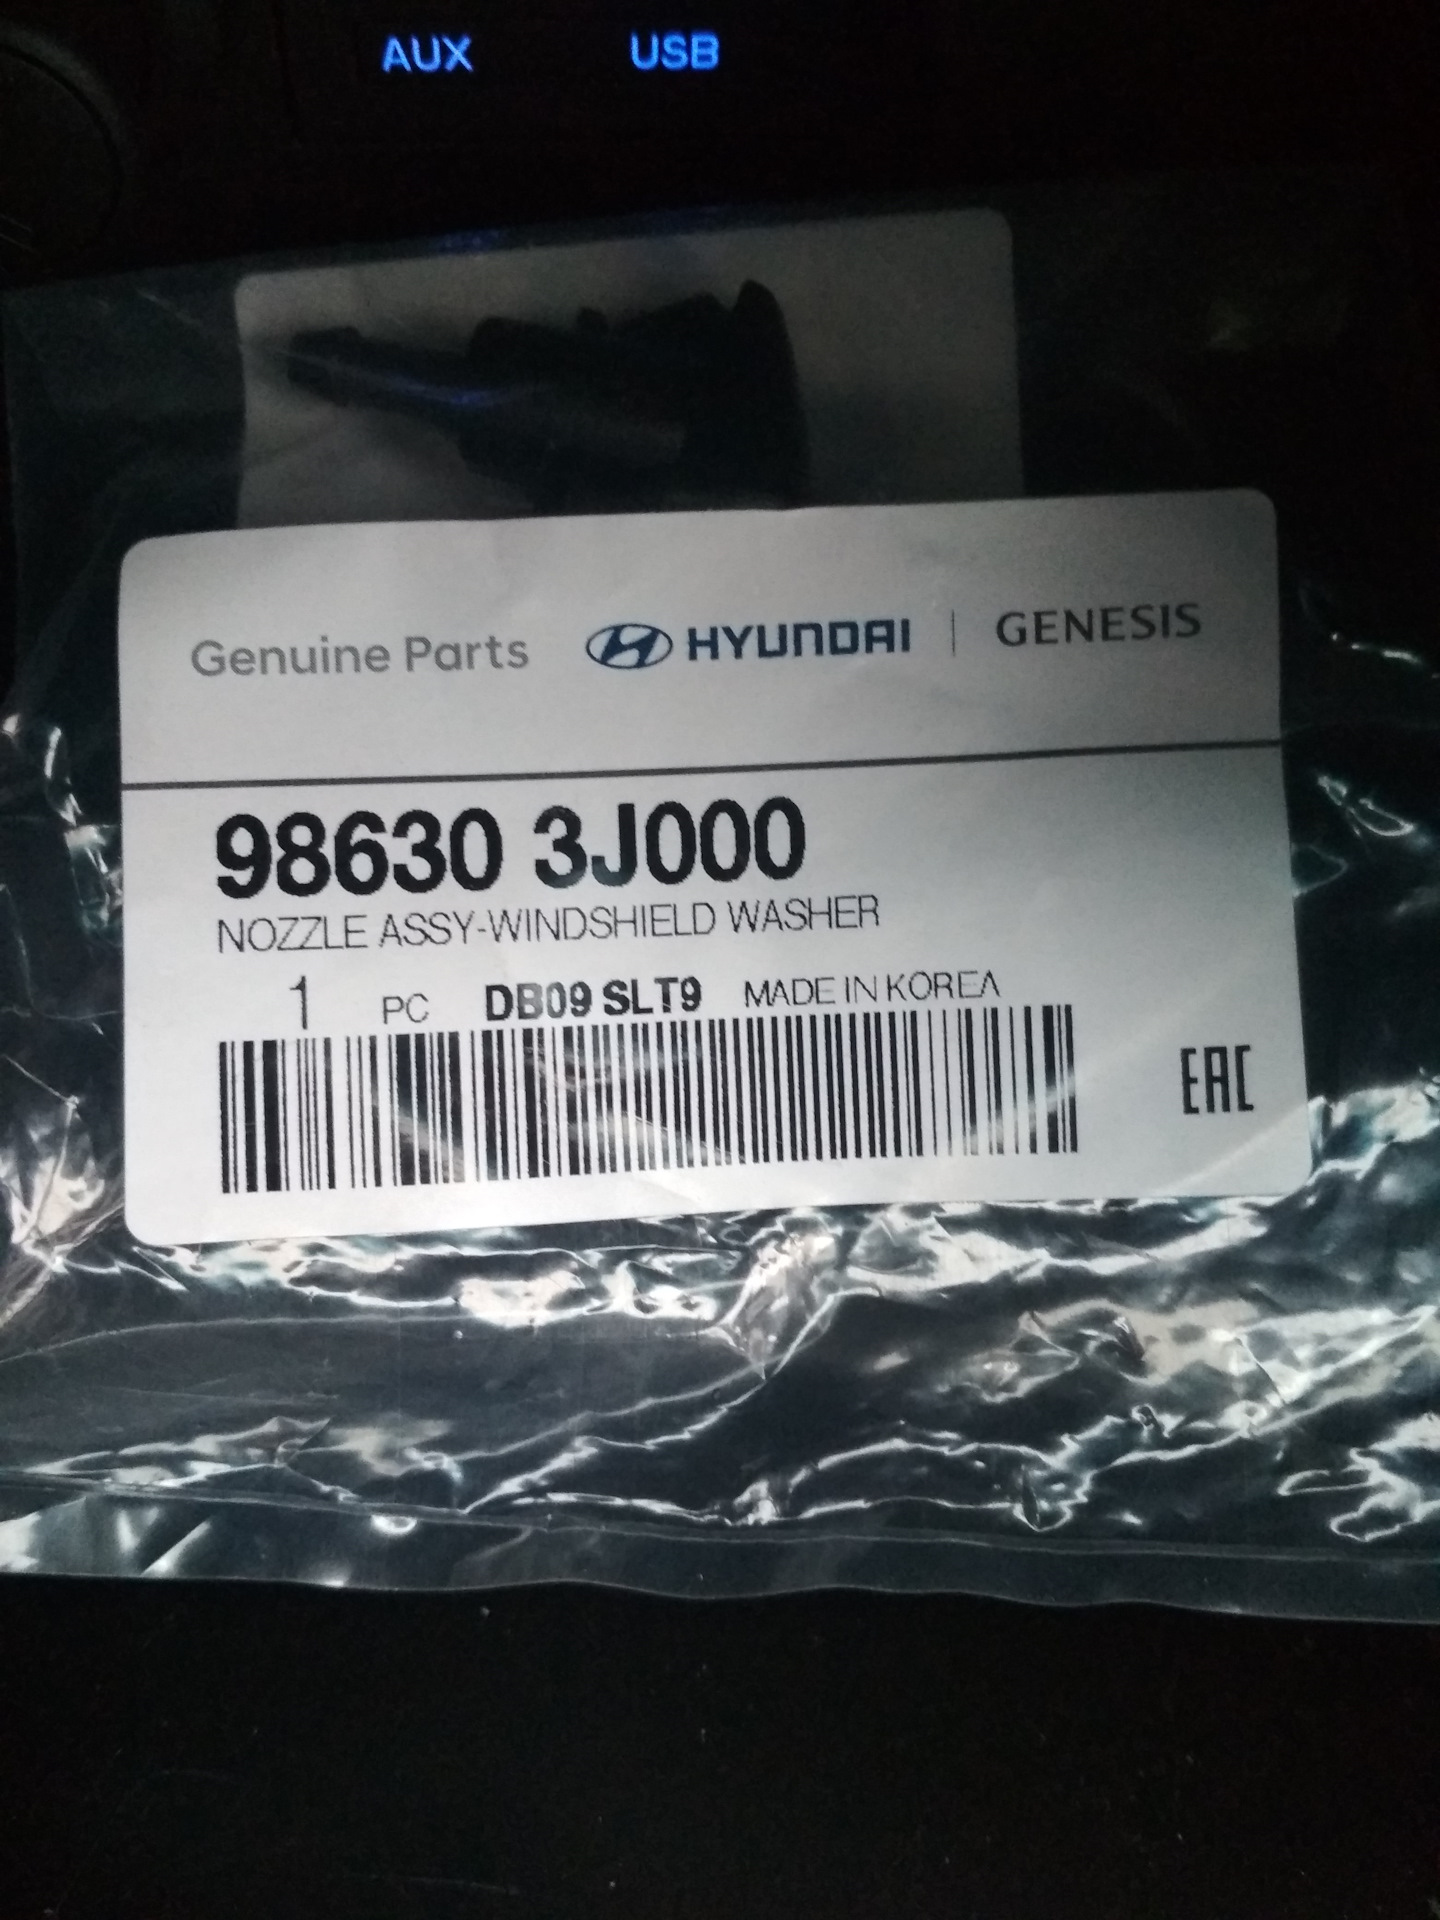 AUX USB
Genuine Parts HYUNDAI | GENESIS
98630 3J000
NOZZLE ASSY-WINDSHIELD WASHER
1 PC DB09 SLT9 MADE IN KOREA
EAC